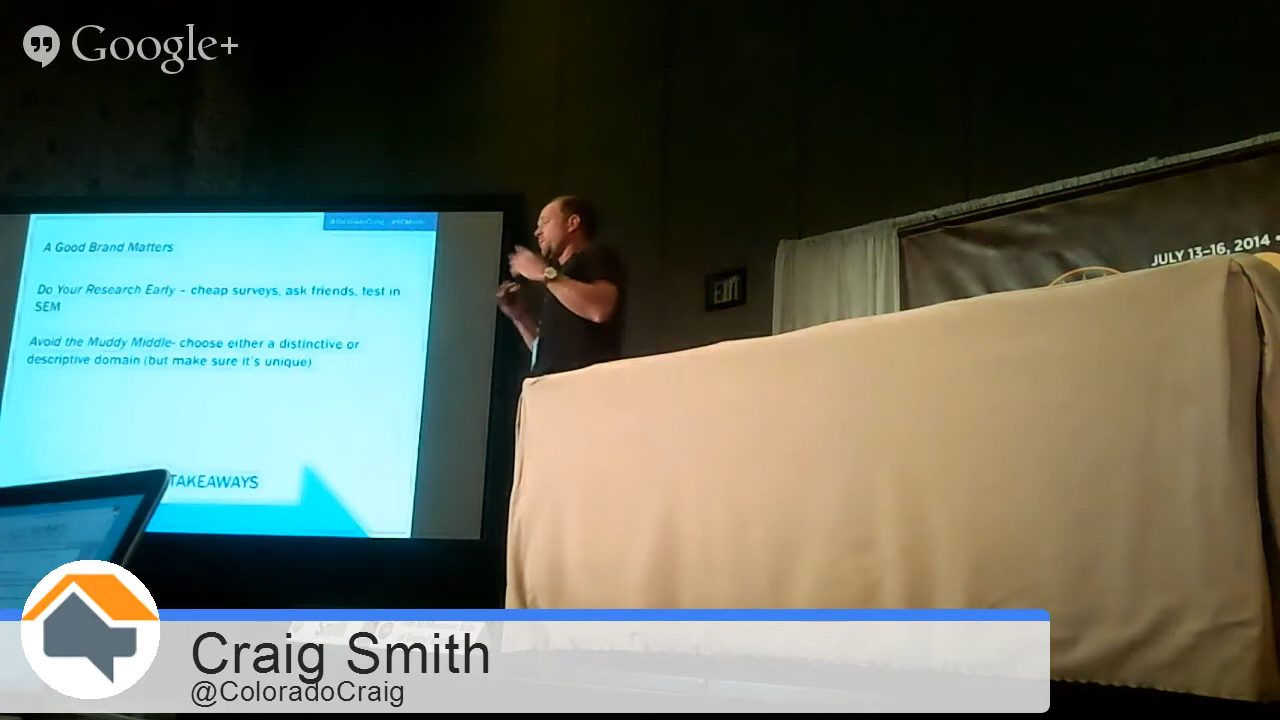 Google+
A Good Brand Matters
Do Your Research Early – cheap surveys, ask friends, test in
SEM
Avoid the Muddy Middle- choose either a distinctive or
descriptive domain (but make sure it's unique)
TAKEAWAYS
EXIT
JULY 13–16, 2014 •
Smith
Craig Smith
@ColoradoCraig